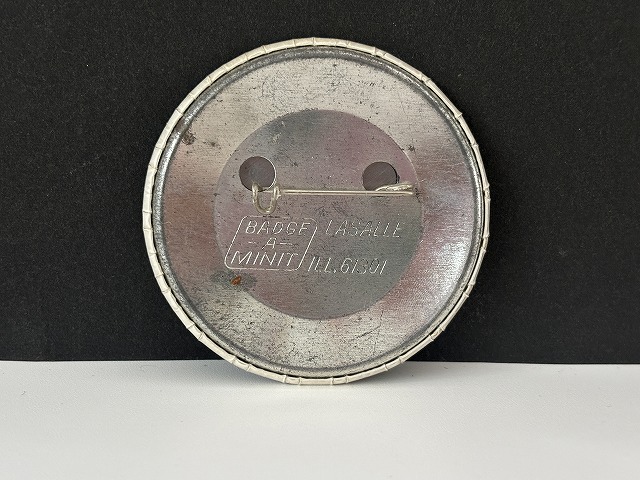 BADGE LASALLE
-A-
MINIT ILL. 61301